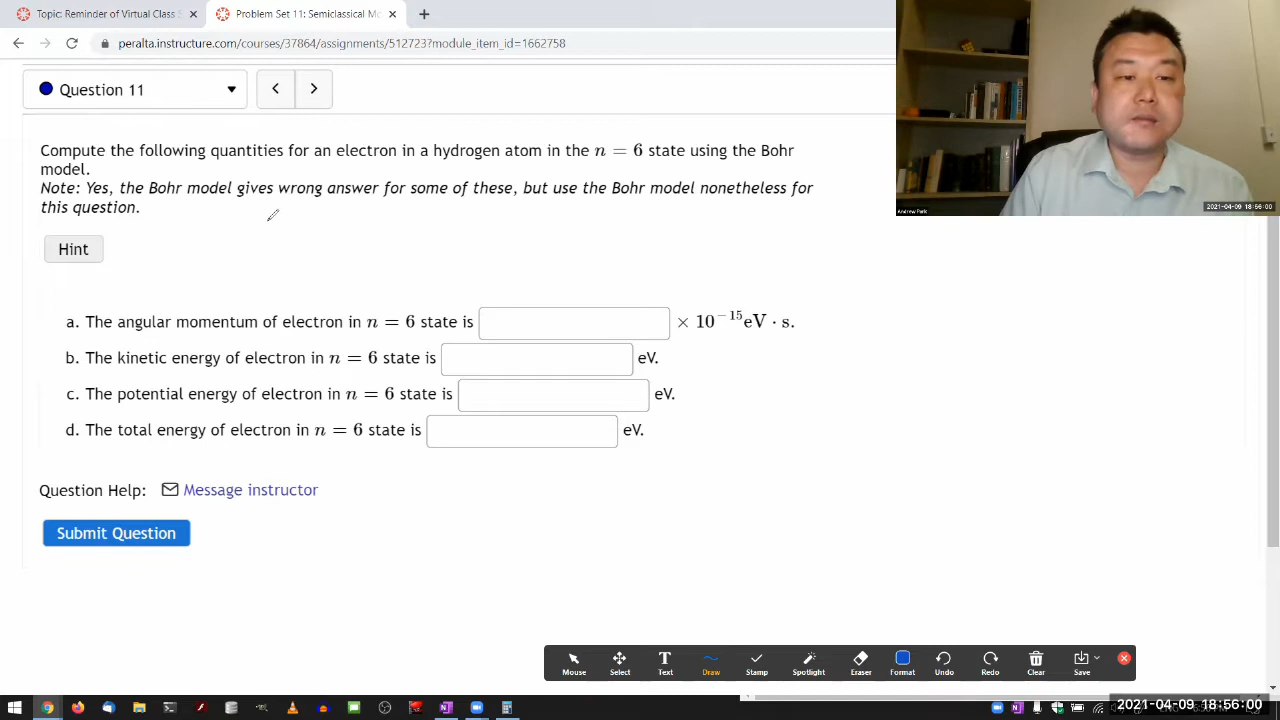 Topic: Reminder of Virtual Class S
Problem Set 11: Semiclassical Mo
peralta.instructure.com/courses/37864/assignments/512723?module_item_id=1662758
Question 11
Compute the following quantities for an electron in a hydrogen atom in the n = 6 state using the Bohr
model.
Note: Yes, the Bohr model gives wrong answer for some of these, but use the Bohr model nonetheless for
this question.
Hint
a. The angular momentum of electron in n = 6 state is × 10⁻¹⁵eV · s.
b. The kinetic energy of electron in n = 6 state is eV.
c. The potential energy of electron in n = 6 state is eV.
d. The total energy of electron in n = 6 state is eV.
Question Help: Message instructor
Submit Question
Andrew Park
2021-04-09 18:56:00
Mouse Select Text Draw Stamp Spotlight Eraser Format Undo Redo Clear Save
2021-04-09 18:56:00